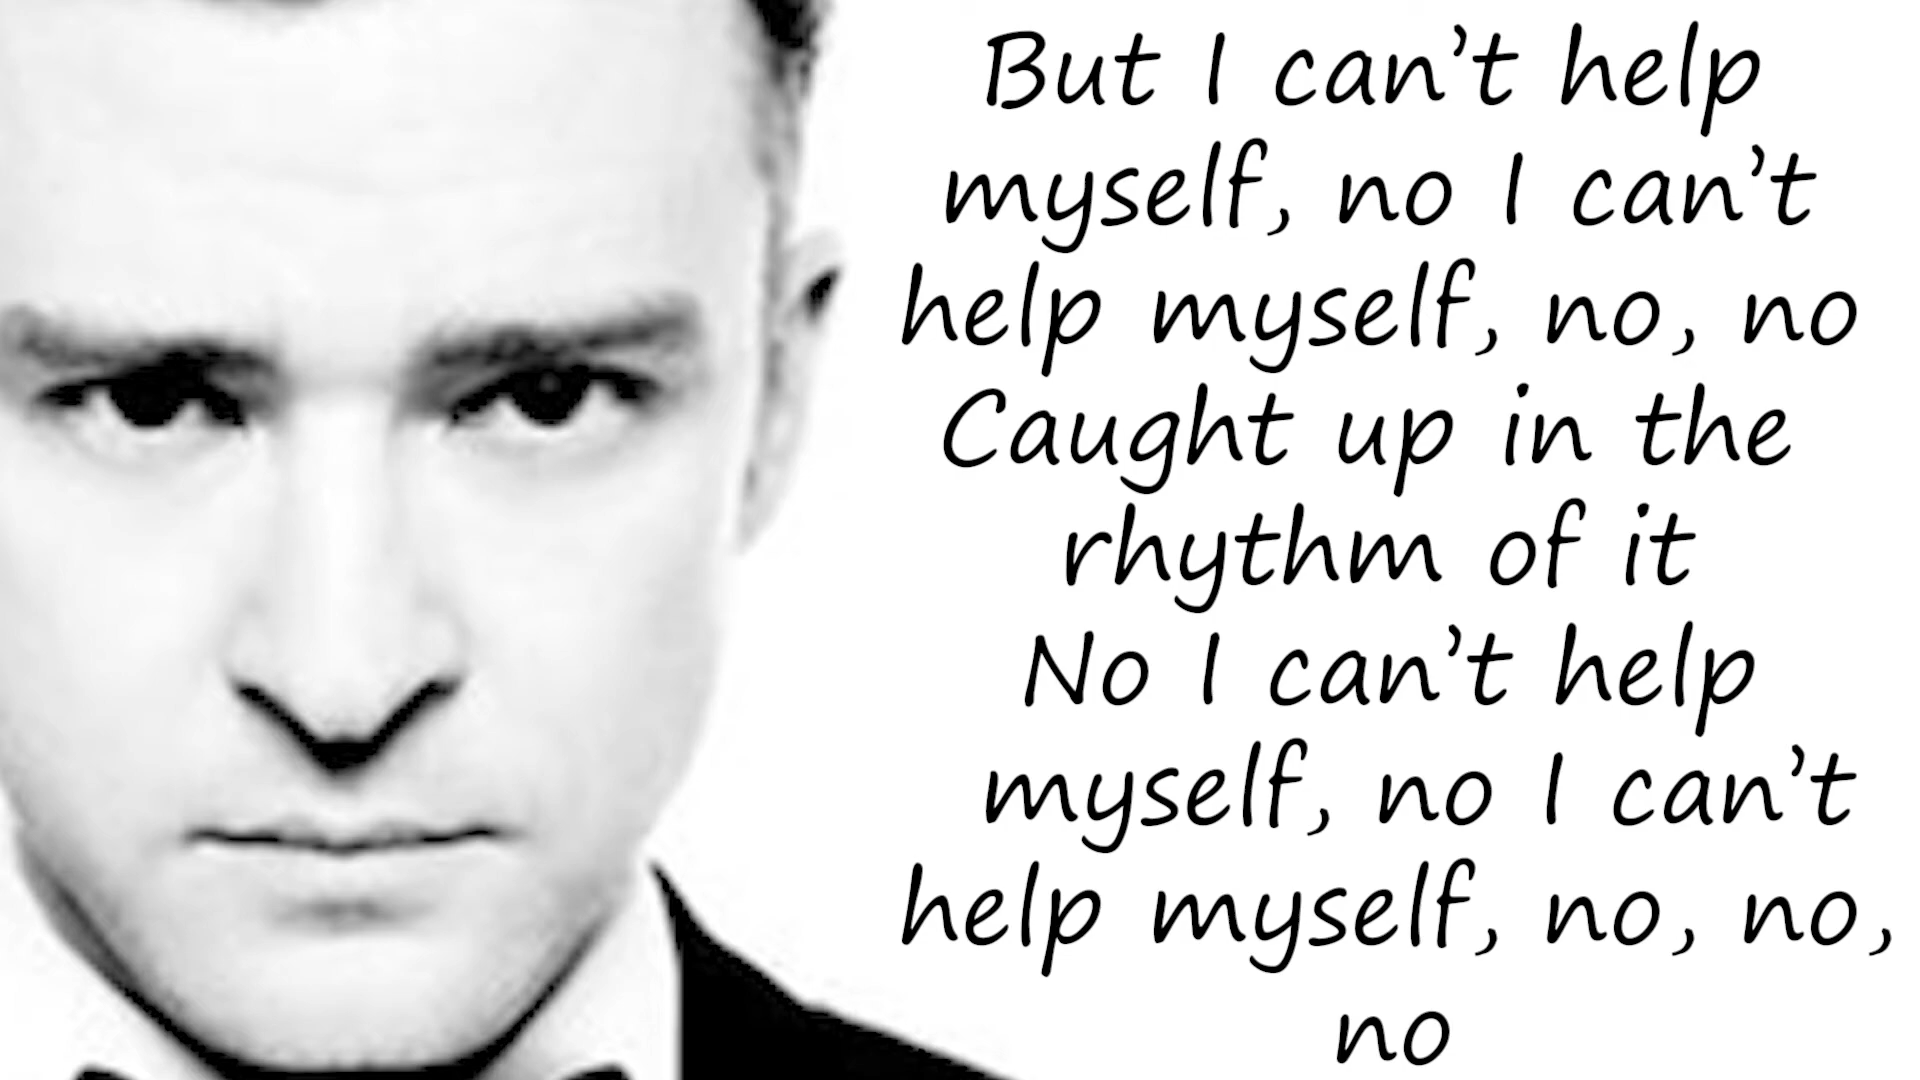 But I can’t help
myself, no I can’t
help myself, no, no
Caught up in the
rhythm of it
No I can’t help
myself, no I can’t
help myself, no, no,
no